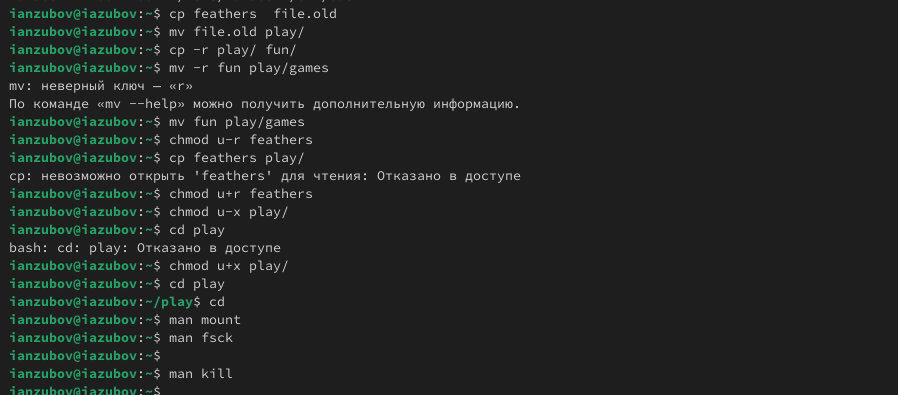 ianzubov@iazubov:~$ cp feathers  file.old
ianzubov@iazubov:~$ mv file.old play/
ianzubov@iazubov:~$ cp -r play/ fun/
ianzubov@iazubov:~$ mv -r fun play/games
mv: неверный ключ — «r»
По команде «mv --help» можно получить дополнительную информацию.
ianzubov@iazubov:~$ mv fun play/games
ianzubov@iazubov:~$ chmod u-r feathers
ianzubov@iazubov:~$ cp feathers play/
cp: невозможно открыть 'feathers' для чтения: Отказано в доступе
ianzubov@iazubov:~$ chmod u+r feathers
ianzubov@iazubov:~$ chmod u-x play/
ianzubov@iazubov:~$ cd play
bash: cd: play: Отказано в доступе
ianzubov@iazubov:~$ chmod u+x play/
ianzubov@iazubov:~$ cd play
ianzubov@iazubov:~/play$ cd
ianzubov@iazubov:~$ man mount
ianzubov@iazubov:~$ man fsck
ianzubov@iazubov:~$
ianzubov@iazubov:~$ man kill
ianzubov@iazubov:~$